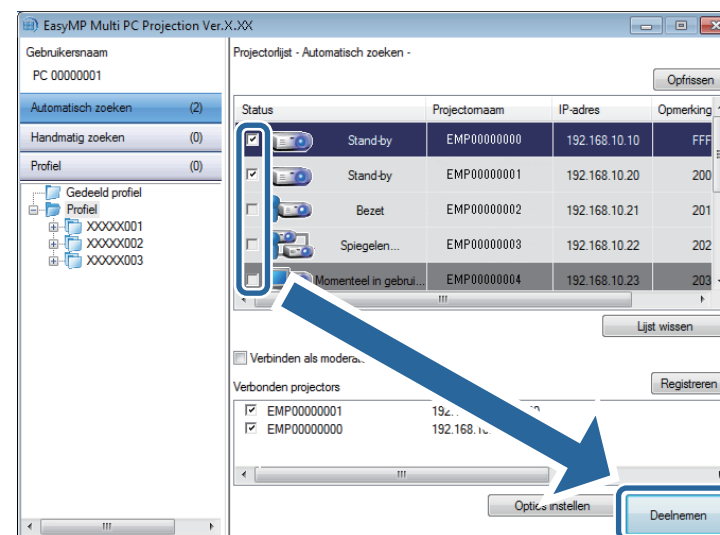 EasyMP Multi PC Projection Ver.X.XX
Gebruikersnaam
PC 00000001
Automatisch zoeken (2)
Handmatig zoeken (0)
Profiel (0)
Gedeeld profiel
Profiel
XXXXX001
XXXXX002
XXXXX003
Projectorlijst - Automatisch zoeken -
Opfrissen
Status Projectornaam IP-adres Opmerking
Stand-by EMP00000000 192.168.10.10 FFF
Stand-by EMP00000001 192.168.10.20 200
Bezet EMP00000002 192.168.10.21 201
Spiegelen... EMP00000003 192.168.10.22 202
Momenteel in gebrui... EMP00000004 192.168.10.23 203
Lijst wissen
Verbinden als
Verbonden projectors
Registreren
EMP00000001
EMP00000000
Opties instellen
Deelnemen